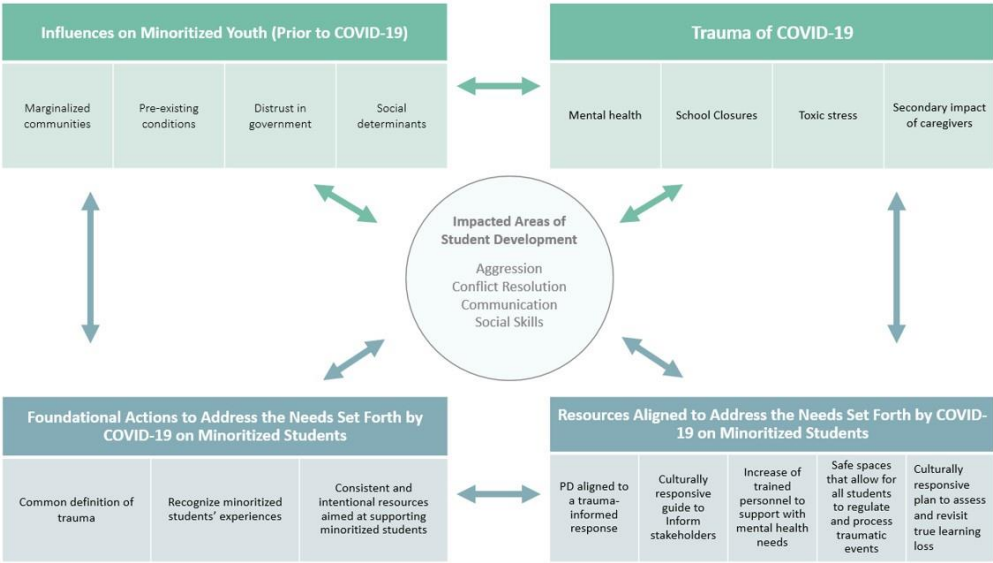 Influences on Minoritized Youth (Prior to COVID-19)
Marginalized
communities
Pre-existing
conditions
Distrust in
government
Social
determinants
Trauma of COVID-19
Mental health
School Closures
Toxic stress
Secondary impact
of caregivers
Impacted Areas of
Student Development
Aggression
Conflict Resolution
Communication
Social Skills
Foundational Actions to Address the Needs Set Forth by
COVID-19 on Minoritized Students
Common definition of
trauma
Recognize minoritized
students' experiences
Consistent and
intentional resources
aimed at supporting
minoritized students
Resources Aligned to Address the Needs Set Forth by COVID-
19 on Minoritized Students
PD aligned to
a trauma-
informed
response
Culturally
responsive
guide to
Inform
stakeholders
Increase of
trained
personnel to
support with
mental health
needs
Safe spaces
that allow for
all students
to regulate
and process
traumatic
events
Culturally
responsive
plan to assess
and revisit
true learning
loss